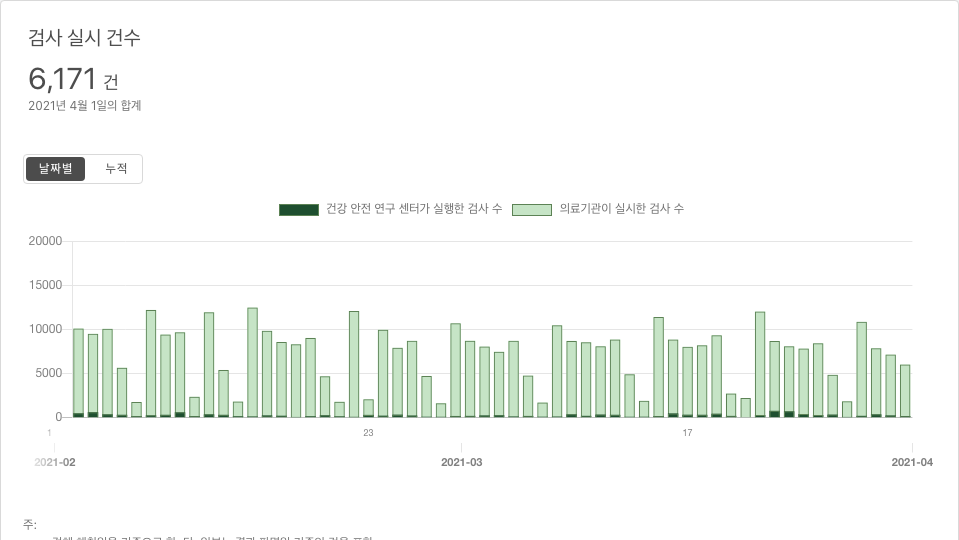 검사 실시 건수
6,171 건
2021년 4월 1일의 합계
날짜별 누적
건강 안전 연구 센터가 실행한 검사 수 의료기관이 실시한 검사 수
20000
15000
10000
5000
0
1 23 17
2021-02 2021-03 2021-04
주: